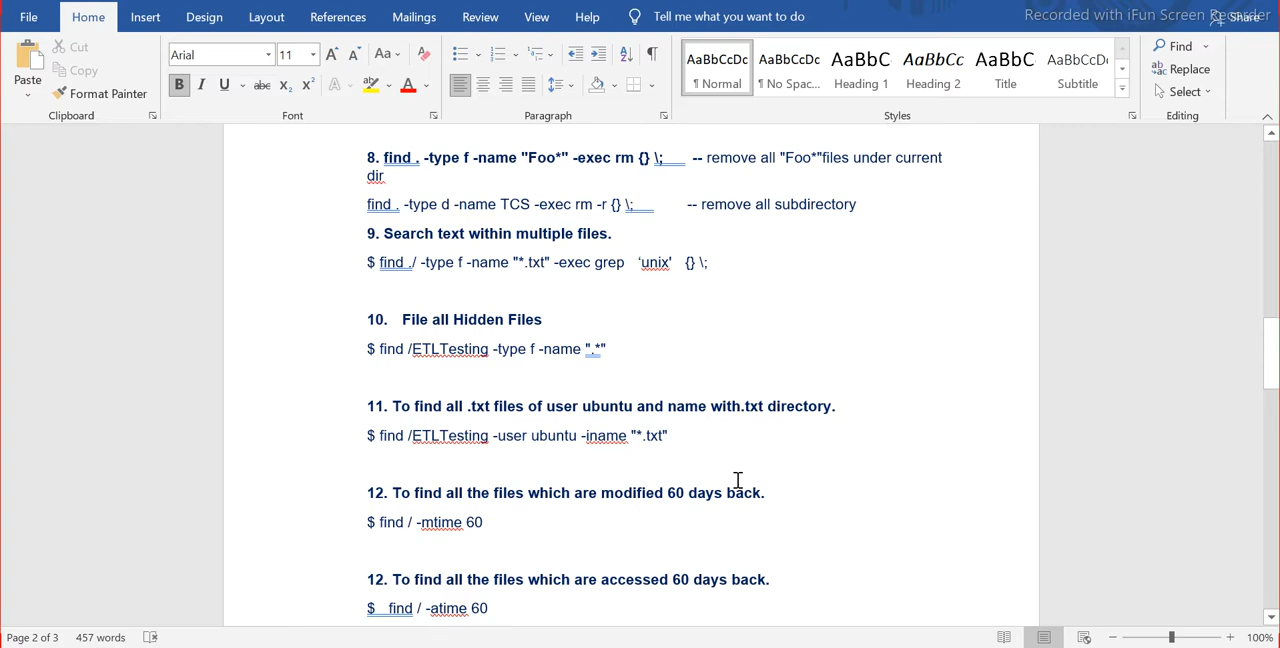 File Home Insert Design Layout References Mailings Review View Help Tell me what you want to do Share
Recorded with iFun Screen Recorder
Paste Cut Copy Format Painter
Arial 11 Aa
B I U abc X₂ X² A ab A
AaBbCcDc AaBbCcDc AaBbC AaBbCc AaBbC AaBbCcDc
¶ Normal ¶ No Spac... Heading 1 Heading 2 Title Subtitle
Find Replace Select
Clipboard Font Paragraph Styles Editing
8. find . -type f -name "Foo*" -exec rm {} \; -- remove all "Foo*"files under current
dir
find . -type d -name TCS -exec rm -r {} \; -- remove all subdirectory
9. Search text within multiple files.
$ find ./ -type f -name "*.txt" -exec grep ‘unix' {} \;
10. File all Hidden Files
$ find /ETLTesting -type f -name ".*"
11. To find all .txt files of user ubuntu and name with.txt directory.
$ find /ETLTesting -user ubuntu -iname "*.txt"
12. To find all the files which are modified 60 days back.
$ find / -mtime 60
12. To find all the files which are accessed 60 days back.
$ find / -atime 60
Page 2 of 3 457 words 100%